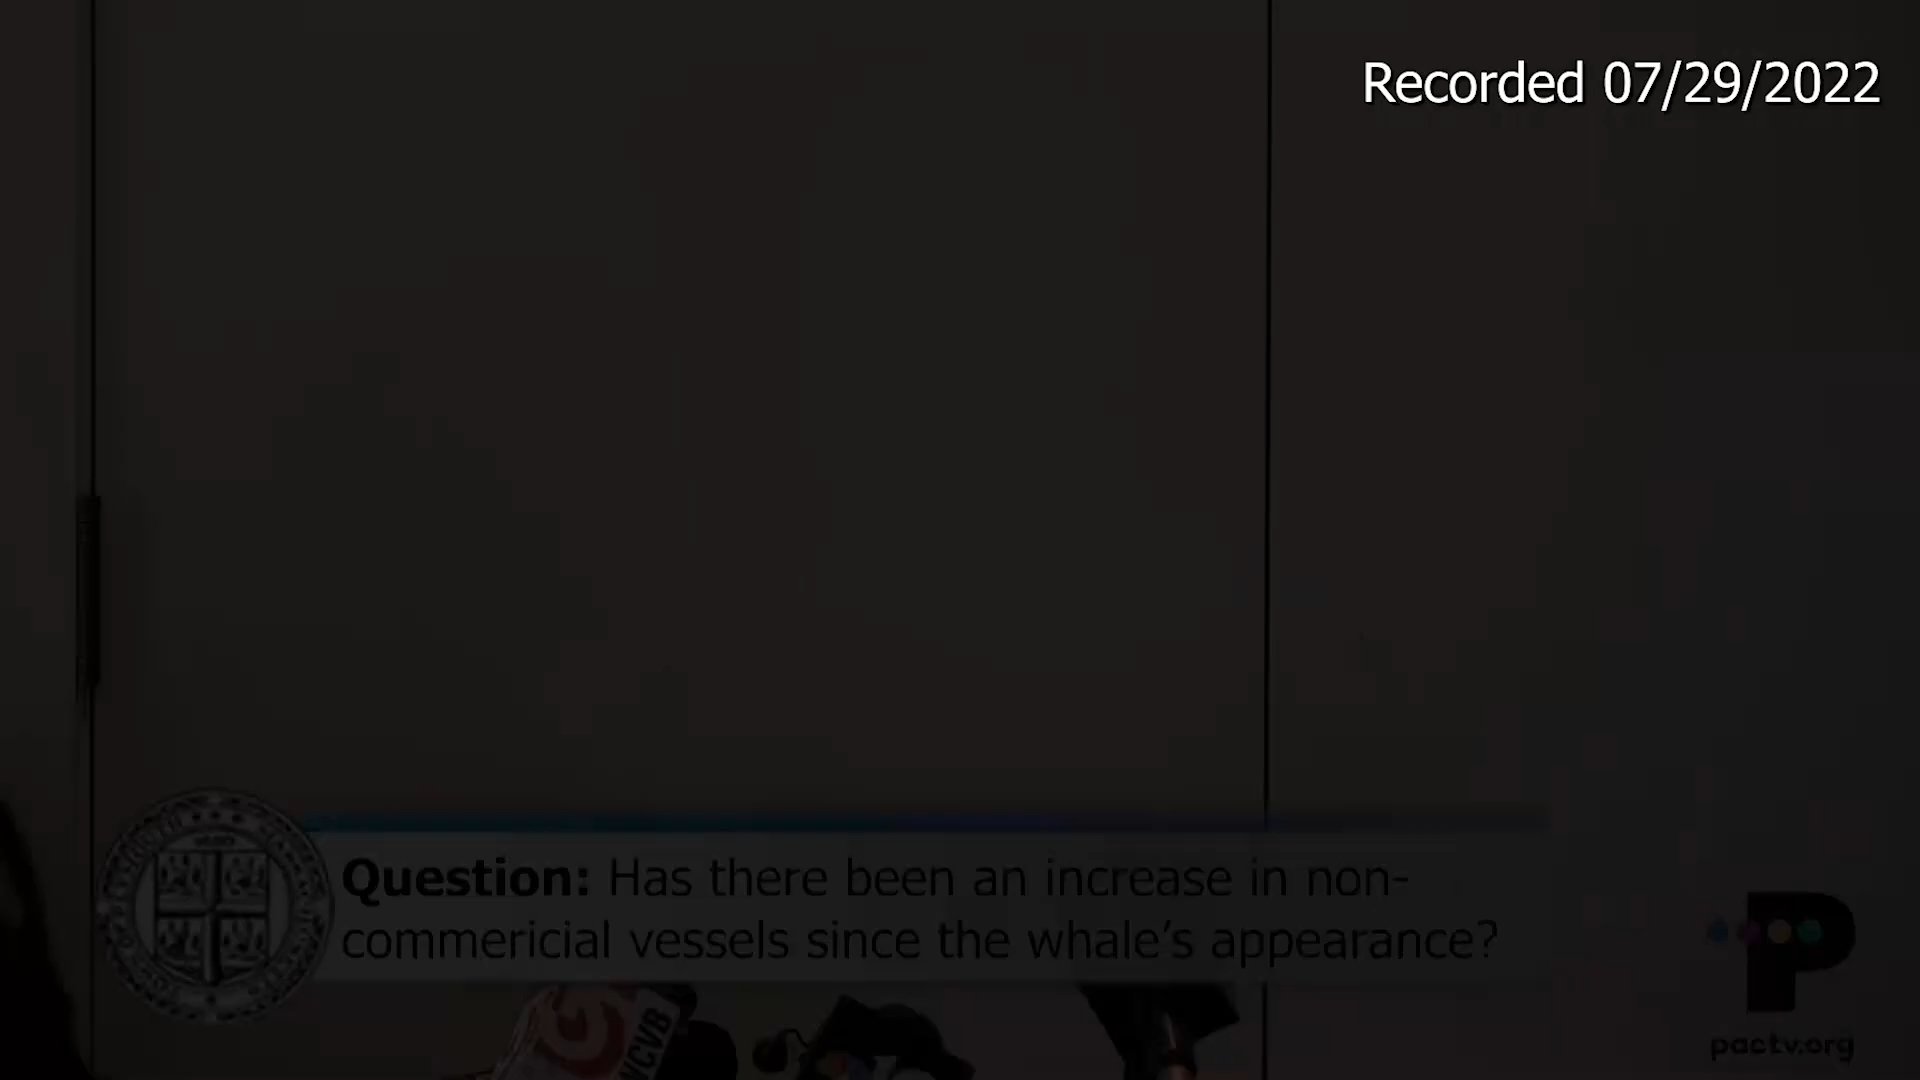 Recorded 07/29/2022
Question: Has there been an increase in non-
commericial vessels since the whale's appearance?
WCVB
pactv.org